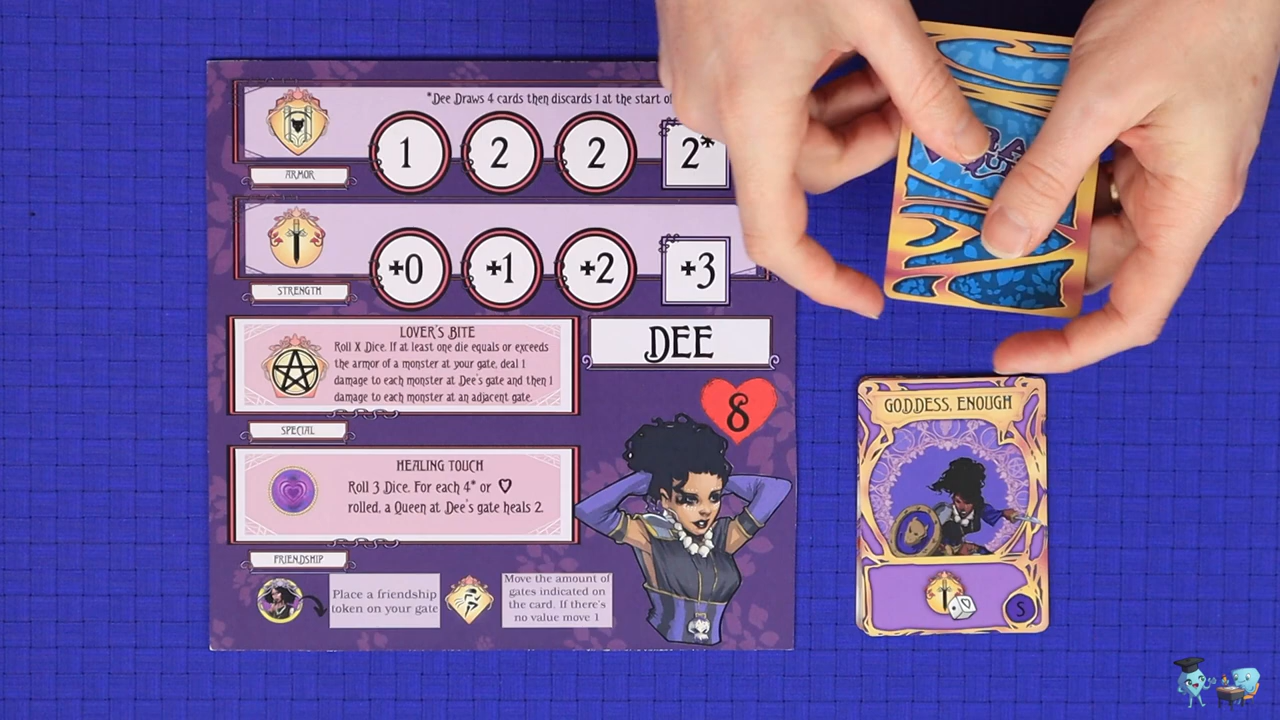 *Dee Draws 4 cards then discards 1 at the start of
1 2 2 2*
ARMOR
+0 +1 +2 +3
STRENGTH
LOVER'S BITE
Roll X Dice. If at least one die equals or exceeds
the armor of a monster at your gate, deal 1
damage to each monster at Dee's gate and then 1
damage to each monster at an adjacent gate.
SPECIAL
DEE
8
HEALING TOUCH
Roll 3 Dice. For each 4* or
rolled, a Queen at Dee's gate heals 2.
FRIENDSHIP
Place a friendship
token on your gate
Move the amount of
gates indicated on
the card. If there's
no value move 1
GODDESS, ENOUGH
S